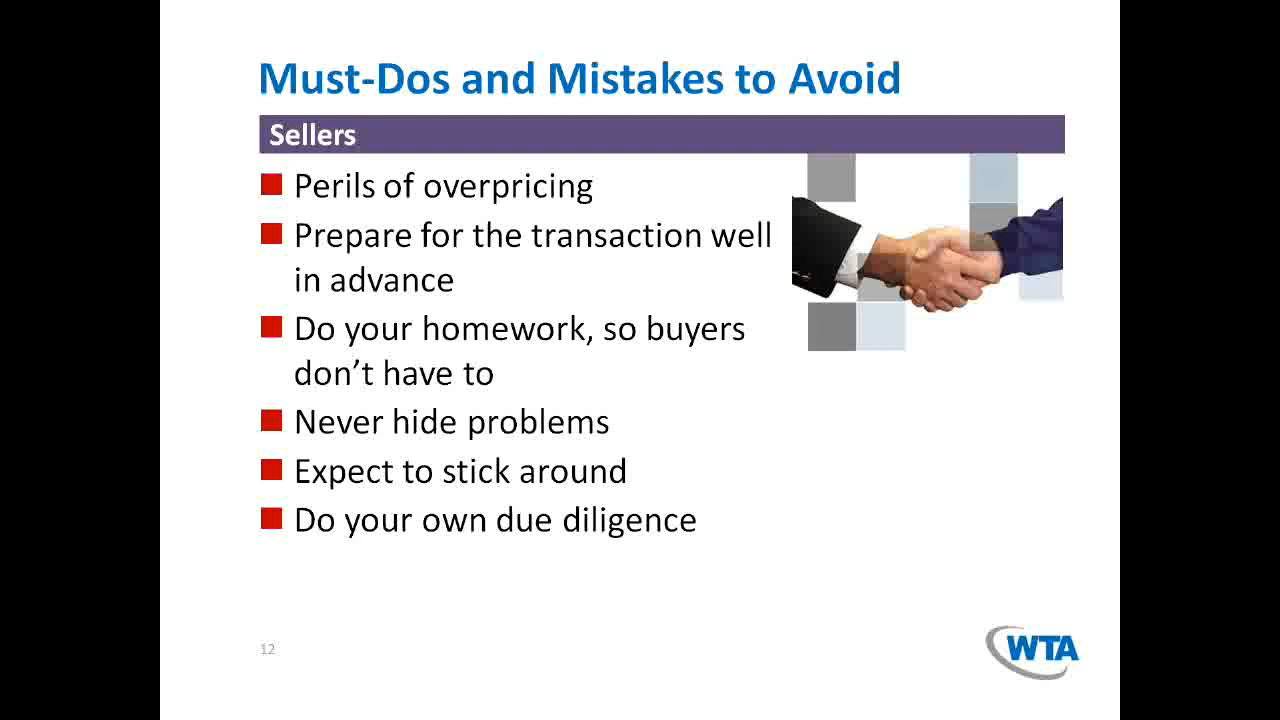 Must-Dos and Mistakes to Avoid
Sellers
Perils of overpricing
Prepare for the transaction well
in advance
Do your homework, so buyers
don’t have to
Never hide problems
Expect to stick around
Do your own due diligence
12
WTA